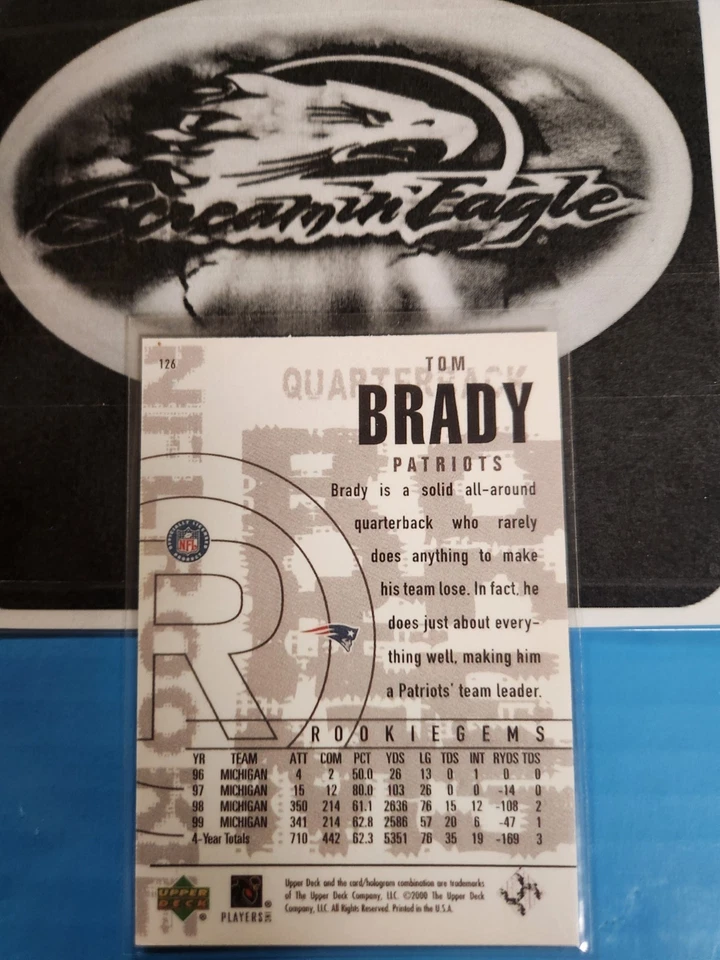 Screamin' Eagle
®
126
QUARTERBACK
TOM
BRADY
PATRIOTS
Brady is a solid all-around
quarterback who rarely
does anything to make
his team lose. In fact, he
does just about every-
thing well, making him
a Patriots' team leader.
OFFICIALLY LICENSED
NFL
PRODUCT
R
ROOKIE GEMS
YR TEAM ATT COM PCT YDS LG TDS INT RYDS TDS
96 MICHIGAN 4 2 50.0 26 13 0 1 0 0
97 MICHIGAN 15 12 80.0 103 26 0 0 -14 0
98 MICHIGAN 350 214 61.1 2636 76 15 12 -108 2
99 MICHIGAN 341 214 62.8 2586 57 20 6 -47 1
4-Year Totals 710 442 62.3 5351 76 35 19 -169 3
UPPER DECK ®
PLAYERS INC ®
Upper Deck and the card/hologram combination are trademarks
of The Upper Deck Company, LLC. ©2000 The Upper Deck
Company, LLC. All Rights Reserved. Printed in the U.S.A.